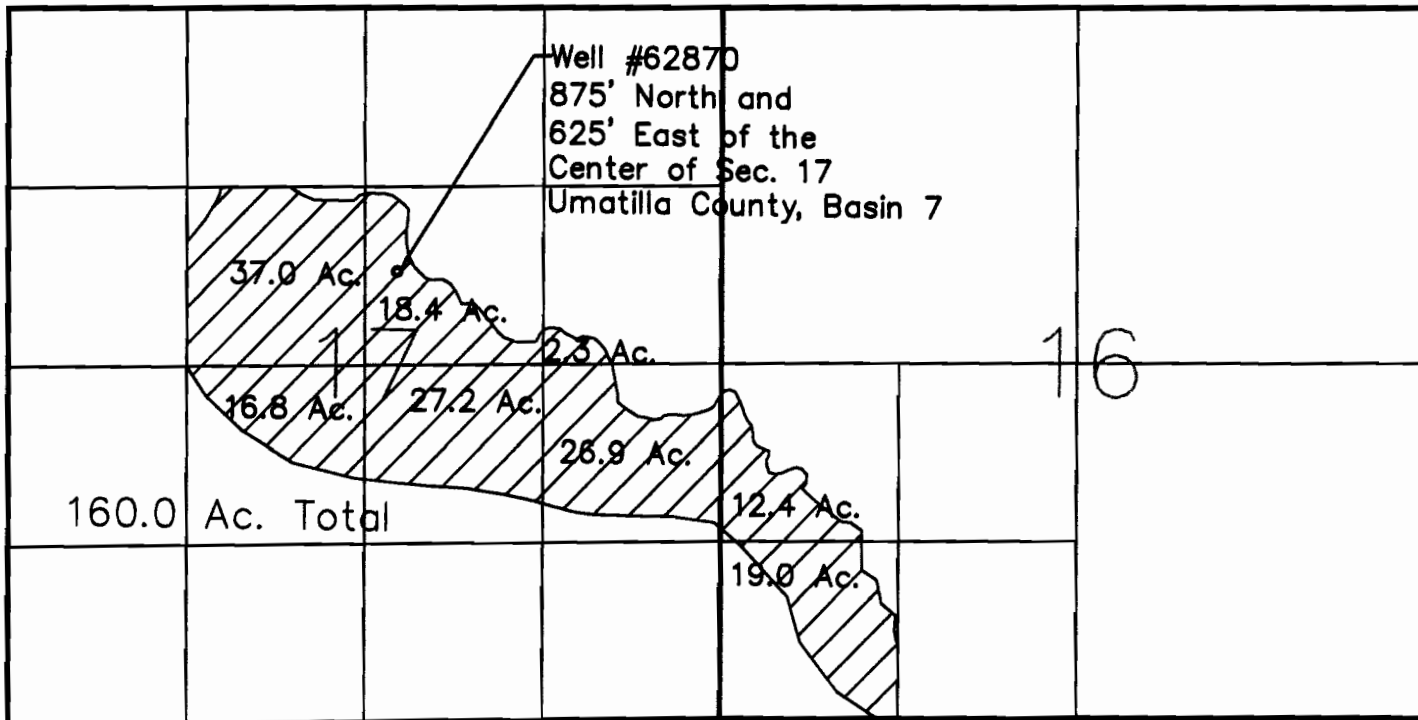 Well #62870
875' North and
625' East of the
Center of Sec. 17
Umatilla County, Basin 7
37.0 Ac.
18.4 Ac.
2.3 Ac.
17
16
16.8 Ac.
27.2 Ac.
26.9 Ac.
160.0 Ac. Total
12.4 Ac.
19.0 Ac.